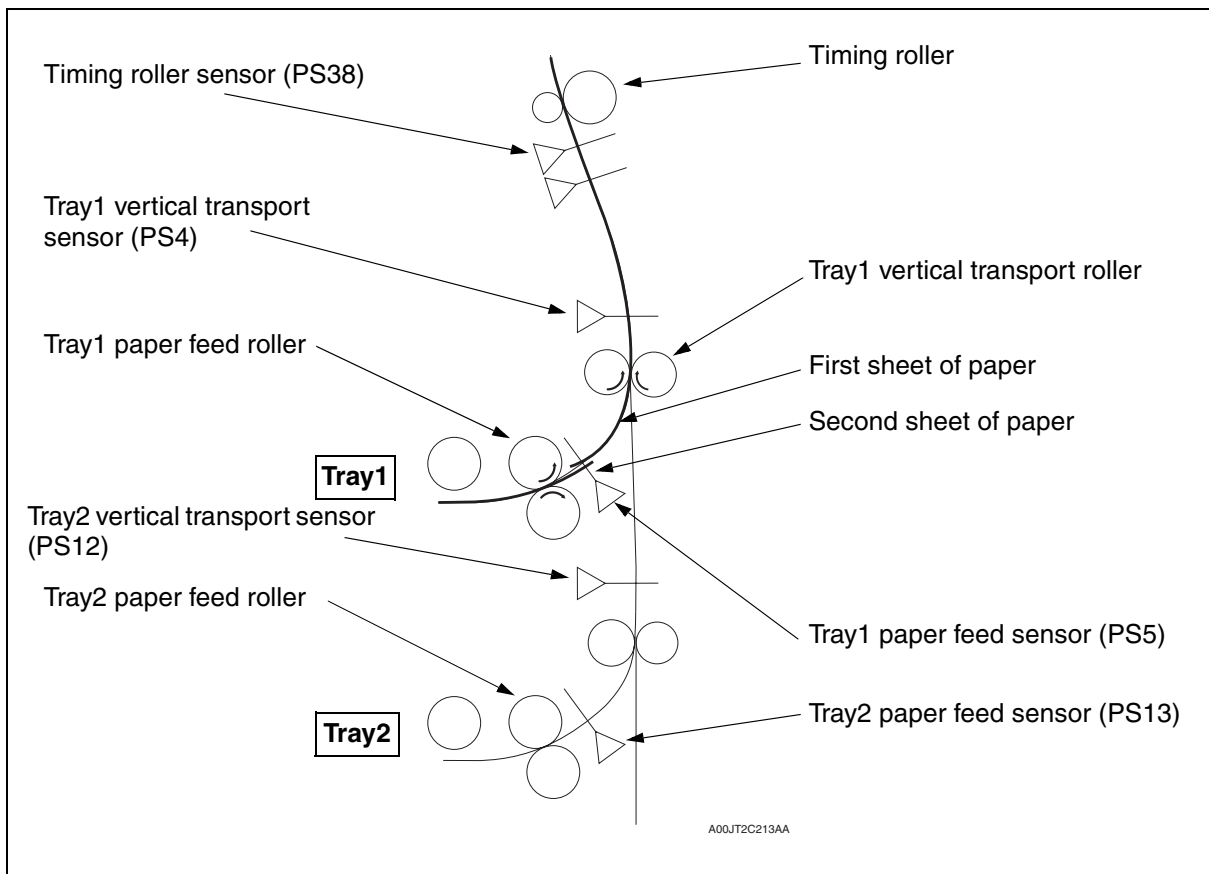 Timing roller sensor (PS38)
Timing roller
Tray1 vertical transport
sensor (PS4)
Tray1 vertical transport roller
Tray1 paper feed roller
First sheet of paper
Second sheet of paper
Tray1
Tray2 vertical transport sensor
(PS12)
Tray2 paper feed roller
Tray1 paper feed sensor (PS5)
Tray2 paper feed sensor (PS13)
Tray2
A00JT2C213AA